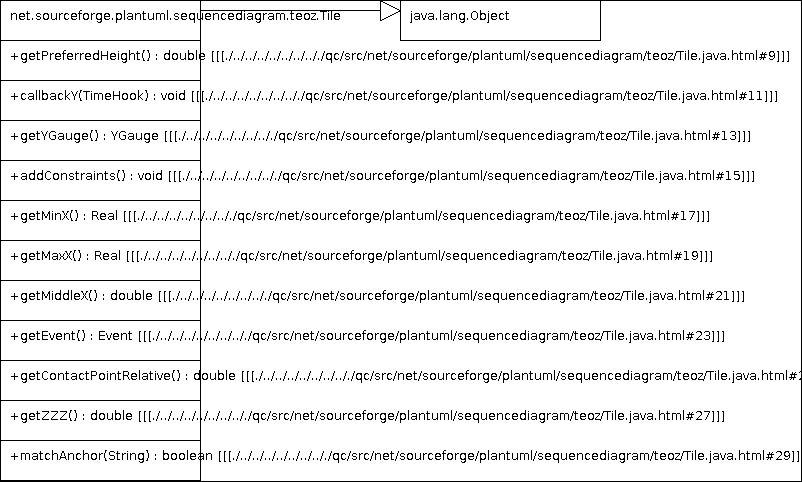 net.sourceforge.plantuml.sequencediagram.teoz.Tile
java.lang.Object
+getPreferredHeight() : double [[[./../../../../../../../../qc/src/net/sourceforge/plantuml/sequencediagram/teoz/Tile.java.html#9]]]
+callbackY(TimeHook) : void [[[./../../../../../../../../qc/src/net/sourceforge/plantuml/sequencediagram/teoz/Tile.java.html#11]]]
+getYGauge() : YGauge [[[./../../../../../../../../qc/src/net/sourceforge/plantuml/sequencediagram/teoz/Tile.java.html#13]]]
+addConstraints() : void [[[./../../../../../../../../qc/src/net/sourceforge/plantuml/sequencediagram/teoz/Tile.java.html#15]]]
+getMinX() : Real [[[./../../../../../../../../qc/src/net/sourceforge/plantuml/sequencediagram/teoz/Tile.java.html#17]]]
+getMaxX() : Real [[[./../../../../../../../../qc/src/net/sourceforge/plantuml/sequencediagram/teoz/Tile.java.html#19]]]
+getMiddleX() : double [[[./../../../../../../../../qc/src/net/sourceforge/plantuml/sequencediagram/teoz/Tile.java.html#21]]]
+getEvent() : Event [[[./../../../../../../../../qc/src/net/sourceforge/plantuml/sequencediagram/teoz/Tile.java.html#23]]]
+getContactPointRelative() : double [[[./../../../../../../../../qc/src/net/sourceforge/plantuml/sequencediagram/teoz/Tile.java.html#
+getZZZ() : double [[[./../../../../../../../../qc/src/net/sourceforge/plantuml/sequencediagram/teoz/Tile.java.html#27]]]
+matchAnchor(String) : boolean [[[./../../../../../../../../qc/src/net/sourceforge/plantuml/sequencediagram/teoz/Tile.java.html#29]]]